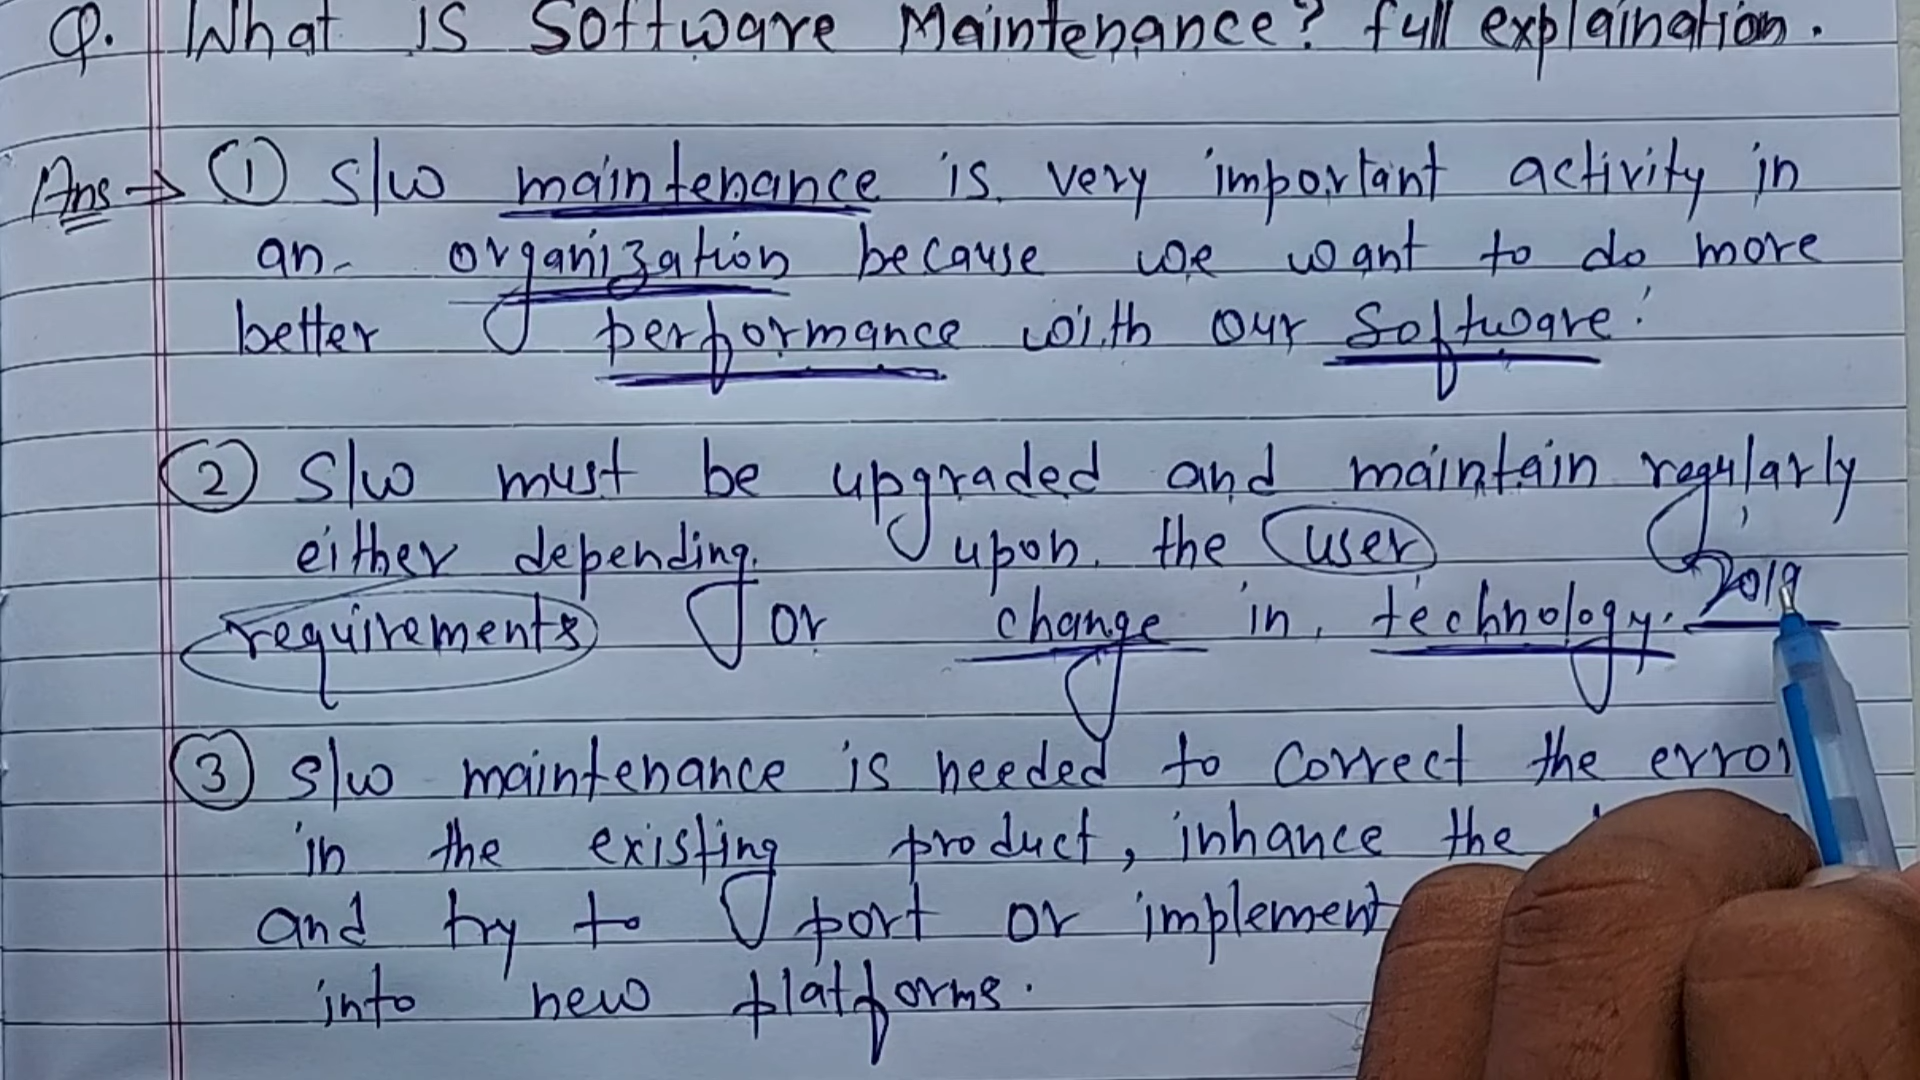 Q. What is Software Maintenance? full explaination.
Ans → ① S/w maintenance is very important activity in
an organization because we want to do more
better performance with our software.
② S/w must be upgraded and maintain regularly
either depending upon the user
requirements or change in technology. 2019
③ S/w maintenance is needed to correct the error
in the existing product, inhance the
and try to port or implement
into new platforms.